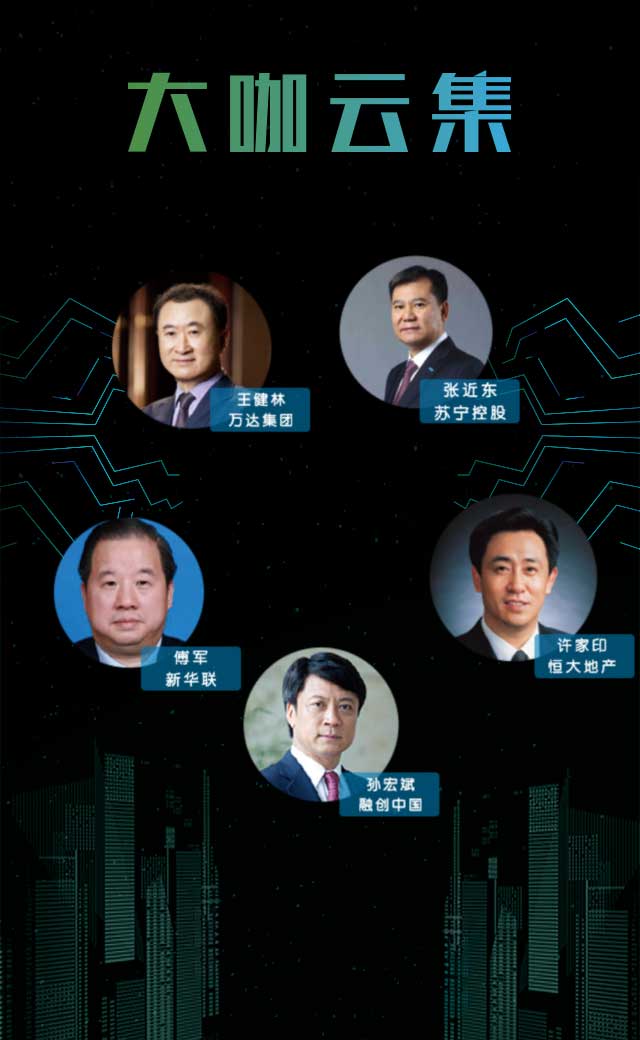 大咖云集
王健林
万达集团
张近东
苏宁控股
傅军
新华联
许家印
恒大地产
孙宏斌
融创中国